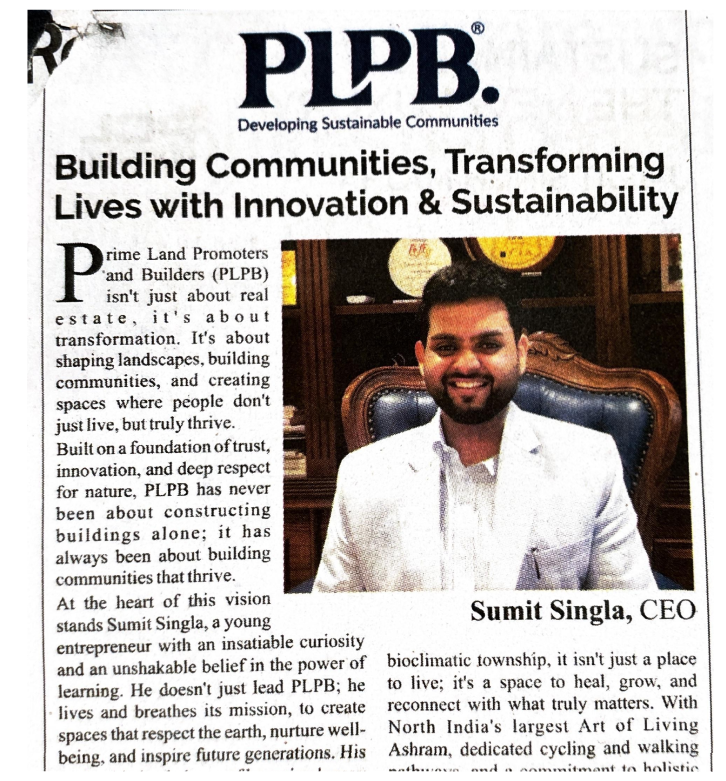 PLPB.®
Developing Sustainable Communities
Building Communities, Transforming
Lives with Innovation & Sustainability
Prime Land Promoters
and Builders (PLPB)
isn't just about real
estate, it's about
transformation. It's about
shaping landscapes, building
communities, and creating
spaces where people don't
just live, but truly thrive.
Built on a foundation of trust,
innovation, and deep respect
for nature, PLPB has never
been about constructing
buildings alone; it has
always been about building
communities that thrive.
At the heart of this vision
stands Sumit Singla, a young
entrepreneur with an insatiable curiosity
and an unshakable belief in the power of
learning. He doesn't just lead PLPB; he
lives and breathes its mission, to create
spaces that respect the earth, nurture well-
being, and inspire future generations. His
Sumit Singla, CEO
bioclimatic township, it isn't just a place
to live; it's a space to heal, grow, and
reconnect with what truly matters. With
North India's largest Art of Living
Ashram, dedicated cycling and walking
pathways, and a commitment to holistic